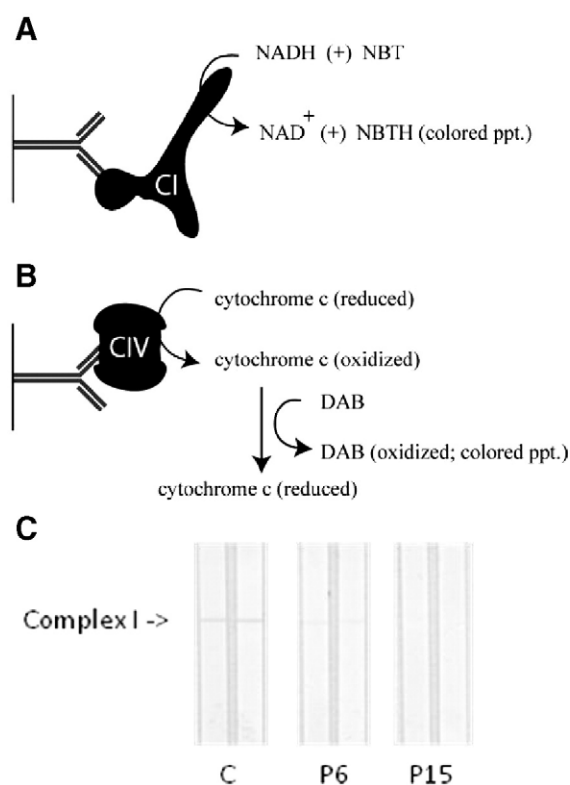 A
NADH (+) NBT
NAD+ (+) NBTH (colored ppt.)
CI
B
cytochrome c (reduced)
CIV
cytochrome c (oxidized)
DAB
DAB (oxidized; colored ppt.)
cytochrome c (reduced)
C
Complex I ->
C P6 P15